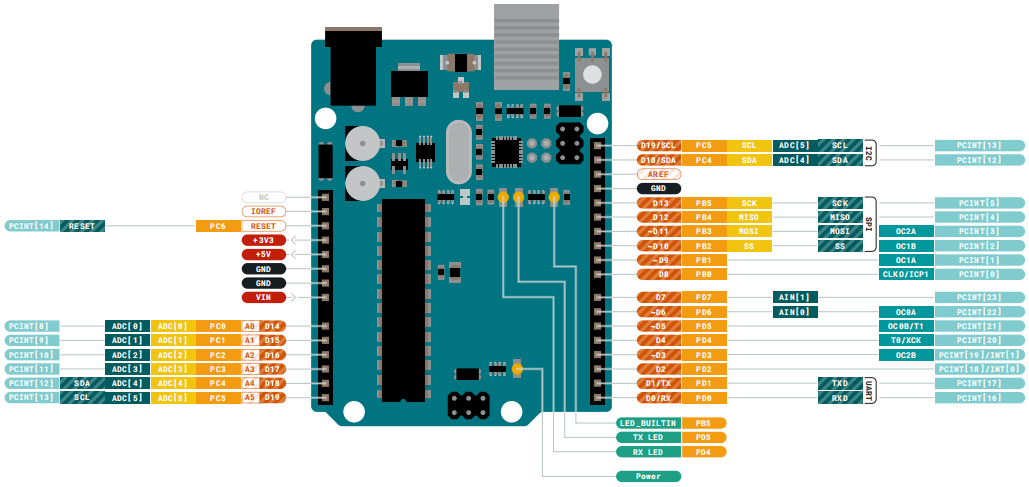 D19/SCL PC5 SCL ADC[5] SCL PCINT[13]
D18/SDA PC4 SDA ADC[4] SDA PCINT[12]
I2C
AREF
GND
D13 PB5 SCK SCK PCINT[5]
D12 PB4 MISO MISO PCINT[4]
~D11 PB3 MOSI MOSI OC2A PCINT[3]
~D10 PB2 SS SS OC1B PCINT[2]
SPI
~D9 PB1 OC1A PCINT[1]
D8 PB0 CLKO/ICP1 PCINT[0]
D7 PD7 AIN[1] PCINT[23]
~D6 PD6 AIN[0] OC0A PCINT[22]
~D5 PD5 OC0B/T1 PCINT[21]
D4 PD4 T0/XCK PCINT[20]
~D3 PD3 OC2B PCINT[19]/INT[1]
D2 PD2 PCINT[18]/INT[0]
D1/TX PD1 TXD PCINT[17]
D0/RX PD0 RXD PCINT[16]
UART
NC
IOREF
PCINT[14] RESET PC6 RESET
+3V3
+5V
GND
GND
VIN
PCINT[8] ADC[0] ADC[0] PC0 A0 D14
PCINT[9] ADC[1] ADC[1] PC1 A1 D15
PCINT[10] ADC[2] ADC[2] PC2 A2 D16
PCINT[11] ADC[3] ADC[3] PC3 A3 D17
PCINT[12] SDA ADC[4] ADC[4] PC4 A4 D18
PCINT[13] SCL ADC[5] ADC[5] PC5 A5 D19
LED_BUILTIN PB5
TX LED PD5
RX LED PD4
Power